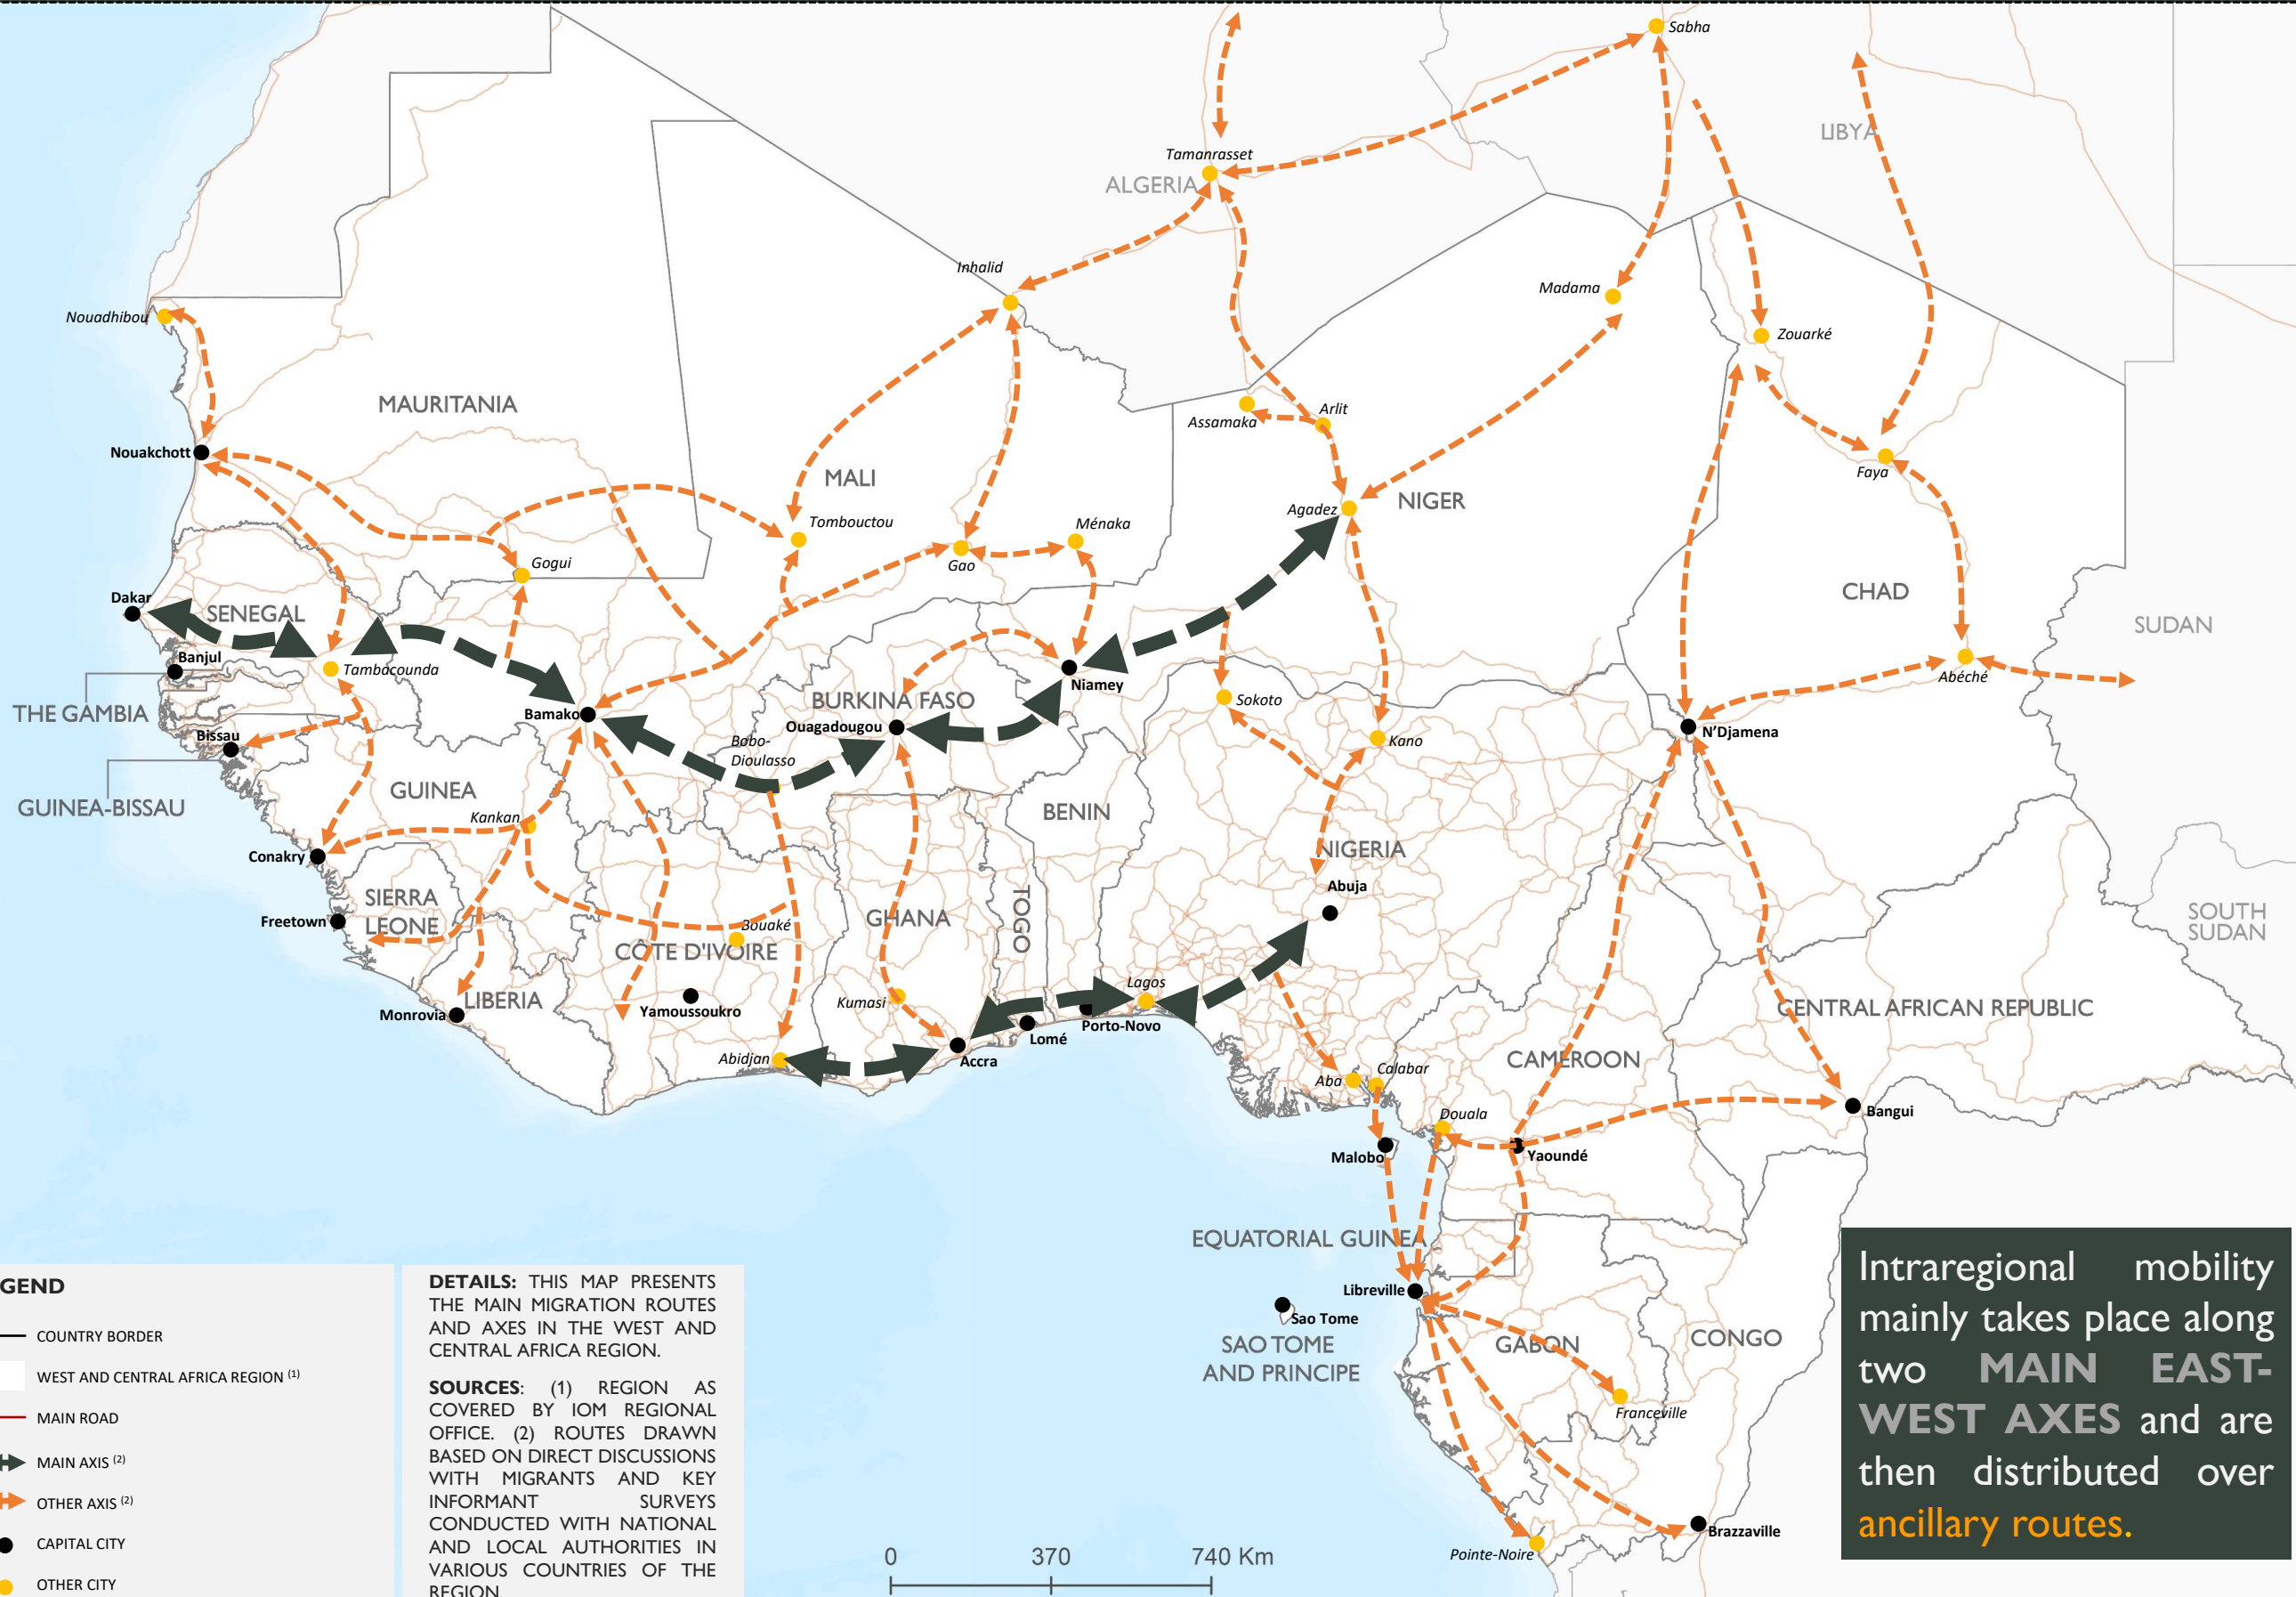 Sabha
LIBYA
Tamanrasset
ALGERIA
Inhalid
Madama
Nouadhibou
Zouarké
MAURITANIA
Arlit
Assamaka
Nouakchott
Faya
MALI
NIGER
Agadez
Tombouctou
Ménaka
Gogui
Gao
CHAD
Dakar
SENEGAL
SUDAN
Banjul
Tambacounda
Abéché
Niamey
Sokoto
THE GAMBIA
BURKINA FASO
Bamako
Ouagadougou
N'Djamena
Bissau
Bobo-
Dioulasso
Kano
GUINEA
GUINEA-BISSAU
BENIN
Kankan
Conakry
NIGERIA
Abuja
SIERRA
LEONE
TOGO
Freetown
GHANA
SOUTH
SUDAN
Bouaké
CÔTE D'IVOIRE
Lagos
LIBERIA
Kumasi
Yamoussoukro
CENTRAL AFRICAN REPUBLIC
Monrovia
Porto-Novo
Lomé
Abidjan
Accra
CAMEROON
Calabar
Aba
Douala
Bangui
Malobo
Yaoundé
EQUATORIAL GUINEA
Libreville
Sao Tome
SAO TOME
AND PRINCIPE
GABON
CONGO
Franceville
Brazzaville
Pointe-Noire
GEND
COUNTRY BORDER
WEST AND CENTRAL AFRICA REGION (1)
MAIN ROAD
MAIN AXIS (2)
OTHER AXIS (2)
CAPITAL CITY
OTHER CITY
DETAILS: THIS MAP PRESENTS
THE MAIN MIGRATION ROUTES
AND AXES IN THE WEST AND
CENTRAL AFRICA REGION.
SOURCES: (1) REGION AS
COVERED BY IOM REGIONAL
OFFICE. (2) ROUTES DRAWN
BASED ON DIRECT DISCUSSIONS
WITH MIGRANTS AND KEY
INFORMANT SURVEYS
CONDUCTED WITH NATIONAL
AND LOCAL AUTHORITIES IN
VARIOUS COUNTRIES OF THE
REGION.
0 370 740 Km
Intraregional mobility
mainly takes place along
two MAIN EAST-
WEST AXES and are
then distributed over
ancillary routes.